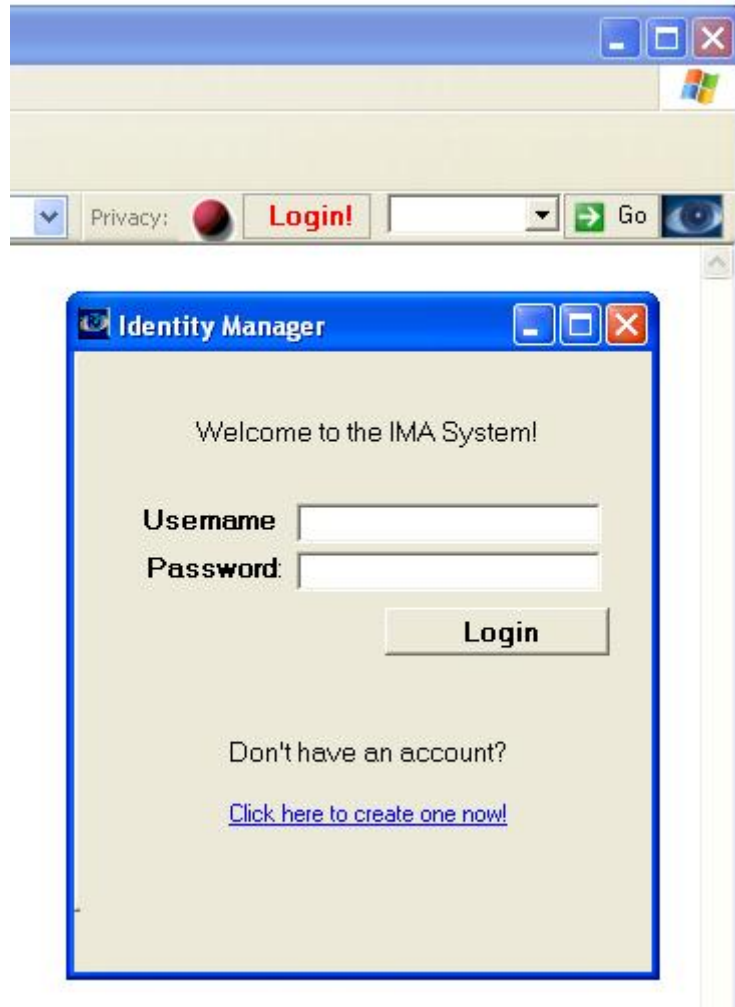 Privacy: Login! Go
Identity Manager
Welcome to the IMA System!
Username
Password:
Login
Don't have an account?
Click here to create one now!